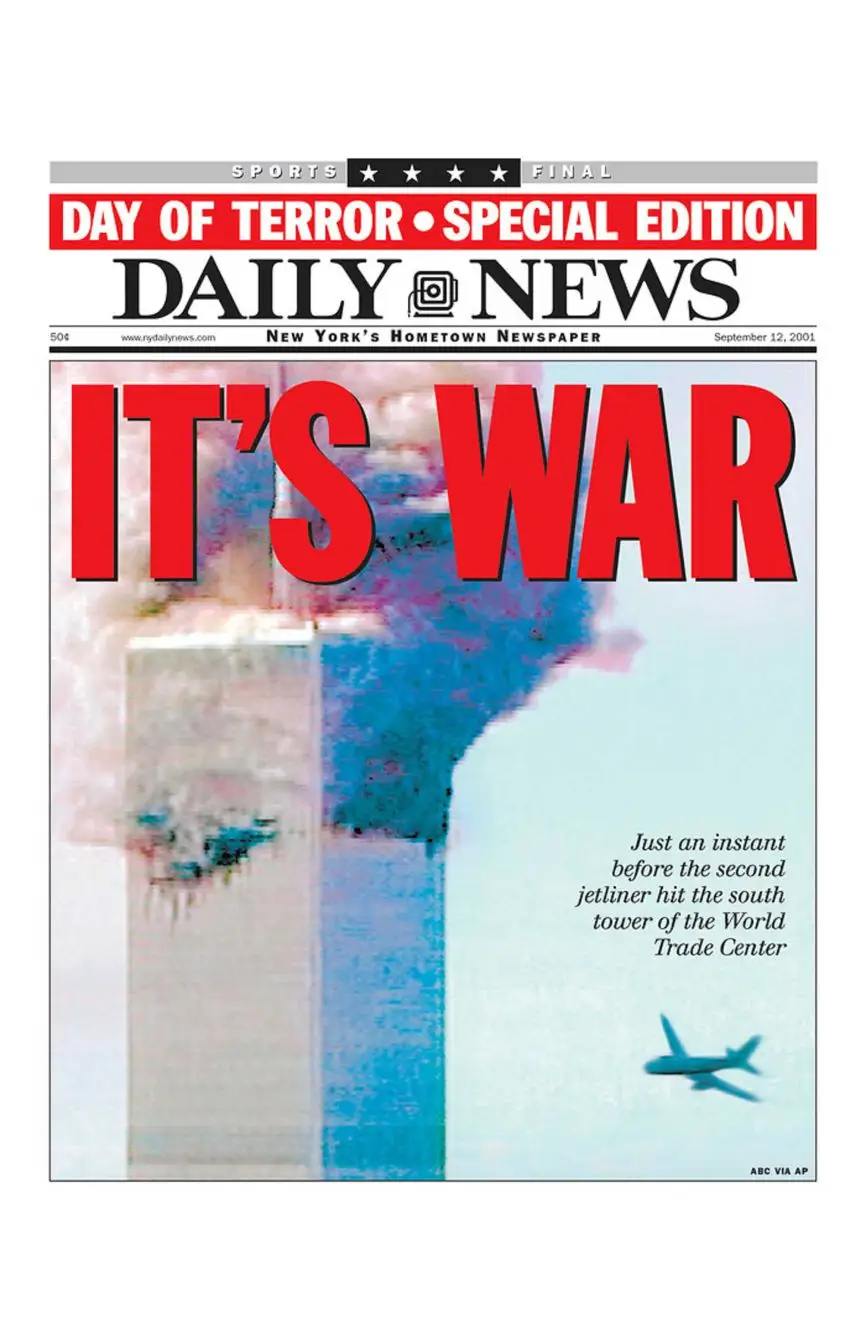 SPORTS ★ ★ ★ ★ FINAL
DAY OF TERROR • SPECIAL EDITION
DAILY NEWS
50¢ www.nydailynews.com NEW YORK'S HOMETOWN NEWSPAPER September 12, 2001
IT'S WAR
Just an instant
before the second
jetliner hit the south
tower of the World
Trade Center
ABC VIA AP